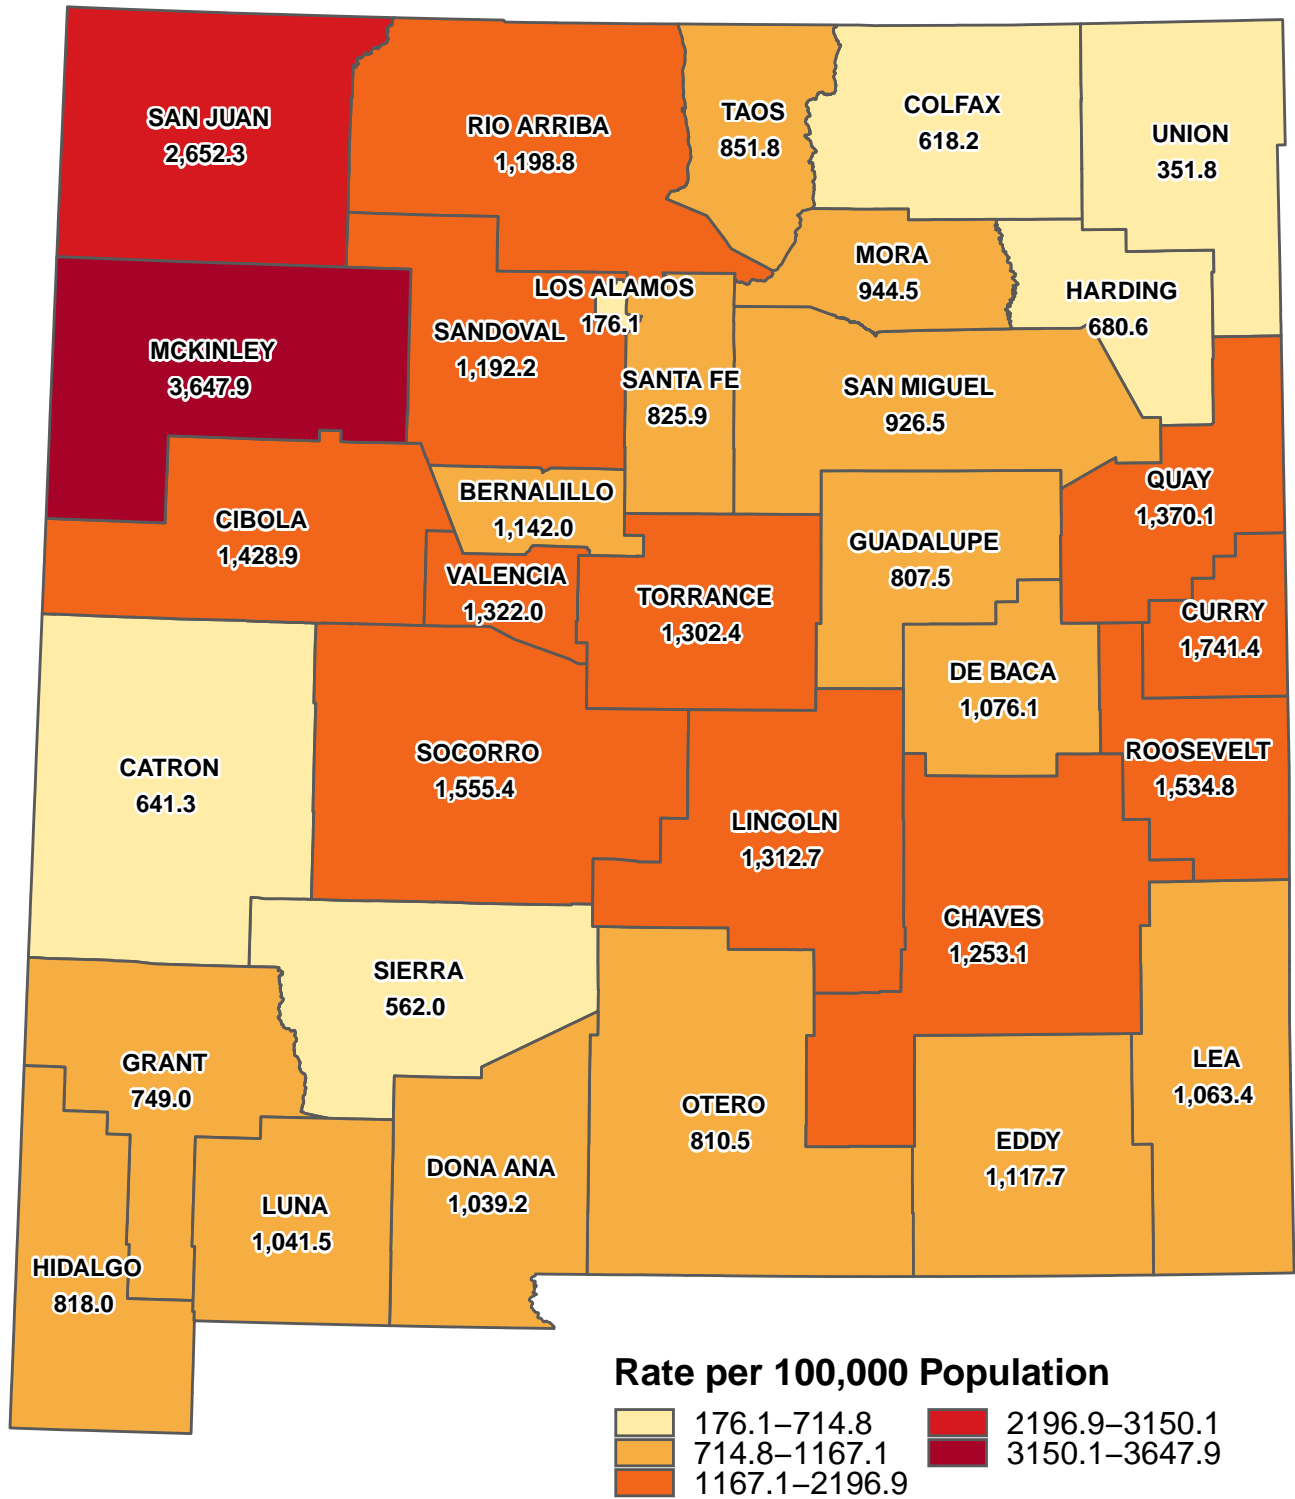 SAN JUAN
2,652.3
RIO ARRIBA
1,198.8
TAOS
851.8
COLFAX
618.2
UNION
351.8
MORA
944.5
HARDING
680.6
LOS ALAMOS
176.1
SANDOVAL
1,192.2
MCKINLEY
3,647.9
SANTA FE
825.9
SAN MIGUEL
926.5
QUAY
1,370.1
BERNALILLO
1,142.0
CIBOLA
1,428.9
GUADALUPE
807.5
VALENCIA
1,322.0
TORRANCE
1,302.4
CURRY
1,741.4
DE BACA
1,076.1
SOCORRO
1,555.4
ROOSEVELT
1,534.8
CATRON
641.3
LINCOLN
1,312.7
CHAVES
1,253.1
SIERRA
562.0
GRANT
749.0
LEA
1,063.4
OTERO
810.5
EDDY
1,117.7
DONA ANA
1,039.2
LUNA
1,041.5
HIDALGO
818.0
Rate per 100,000 Population
176.1–714.8
714.8–1167.1
1167.1–2196.9
2196.9–3150.1
3150.1–3647.9